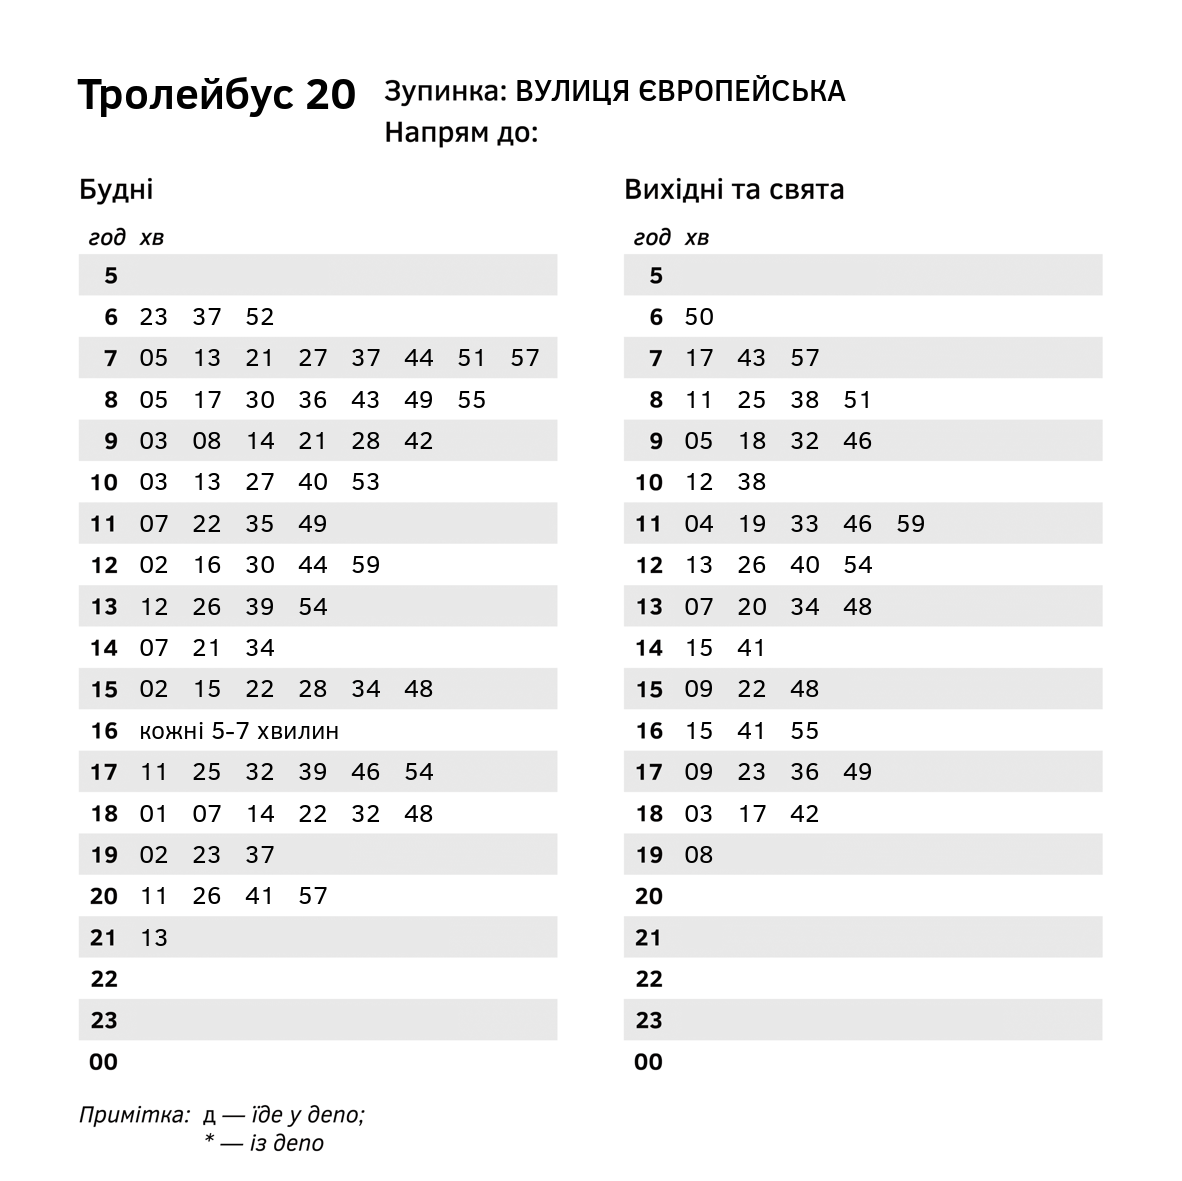 Тролейбус 20
Зупинка: ВУЛИЦЯ ЄВРОПЕЙСЬКА
Напрям до:
Будні
год хв
5
6 23 37 52
7 05 13 21 27 37 44 51 57
8 05 17 30 36 43 49 55
9 03 08 14 21 28 42
10 03 13 27 40 53
11 07 22 35 49
12 02 16 30 44 59
13 12 26 39 54
14 07 21 34
15 02 15 22 28 34 48
16 кожні 5-7 хвилин
17 11 25 32 39 46 54
18 01 07 14 22 32 48
19 02 23 37
20 11 26 41 57
21 13
22
23
00
Вихідні та свята
год хв
5
6 50
7 17 43 57
8 11 25 38 51
9 05 18 32 46
10 12 38
11 04 19 33 46 59
12 13 26 40 54
13 07 20 34 48
14 15 41
15 09 22 48
16 15 41 55
17 09 23 36 49
18 03 17 42
19 08
20
21
22
23
00
Примітка: д — їде у депо;
* — із депо